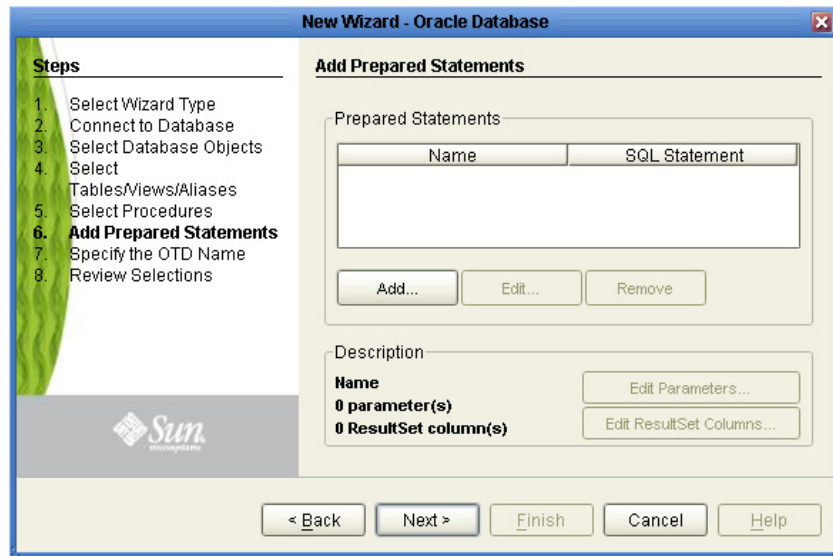 New Wizard - Oracle Database
Steps
1. Select Wizard Type
2. Connect to Database
3. Select Database Objects
4. Select
Tables/Views/Aliases
5. Select Procedures
6. Add Prepared Statements
7. Specify the OTD Name
8. Review Selections
Sun
microsystems
Add Prepared Statements
Prepared Statements
Name SQL Statement
Add... Edit... Remove
Description
Name
0 parameter(s)
0 ResultSet column(s)
Edit Parameters...
Edit ResultSet Columns...
< Back Next > Finish Cancel Help